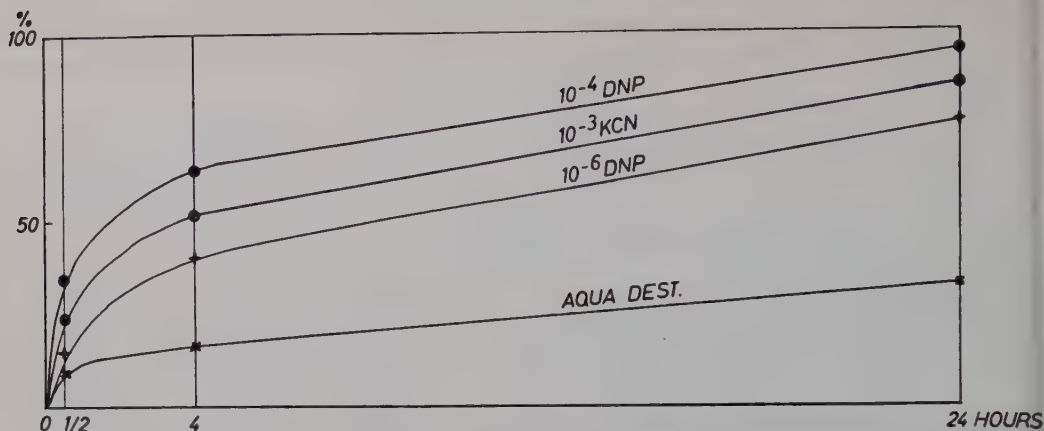 %
100
10⁻⁴ DNP
10⁻³ KCN
10⁻⁶ DNP
50
AQUA DEST.
0 1/2 4 24 HOURS